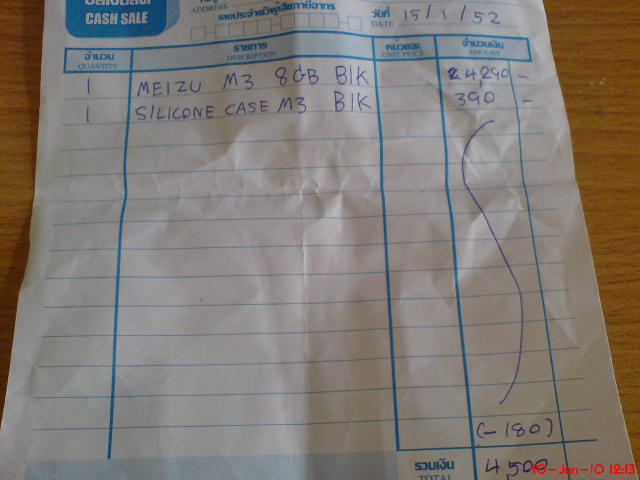 CASH SALE
ADDRESS
เลขประจำตัวผู้เสียภาษีอากร
วันที่ DATE 15/1/52
จำนวน QUANTITY รายการ DESCRIPTION หน่วยละ UNIT PRICE จำนวนเงิน AMOUNT
1 MEIZU M3 8GB BlK 4,290 -
1 SILICONE CASE M3 BlK 390 -
(-180)
รวมเงิน TOTAL 4,500
10-Jan-10 12:13